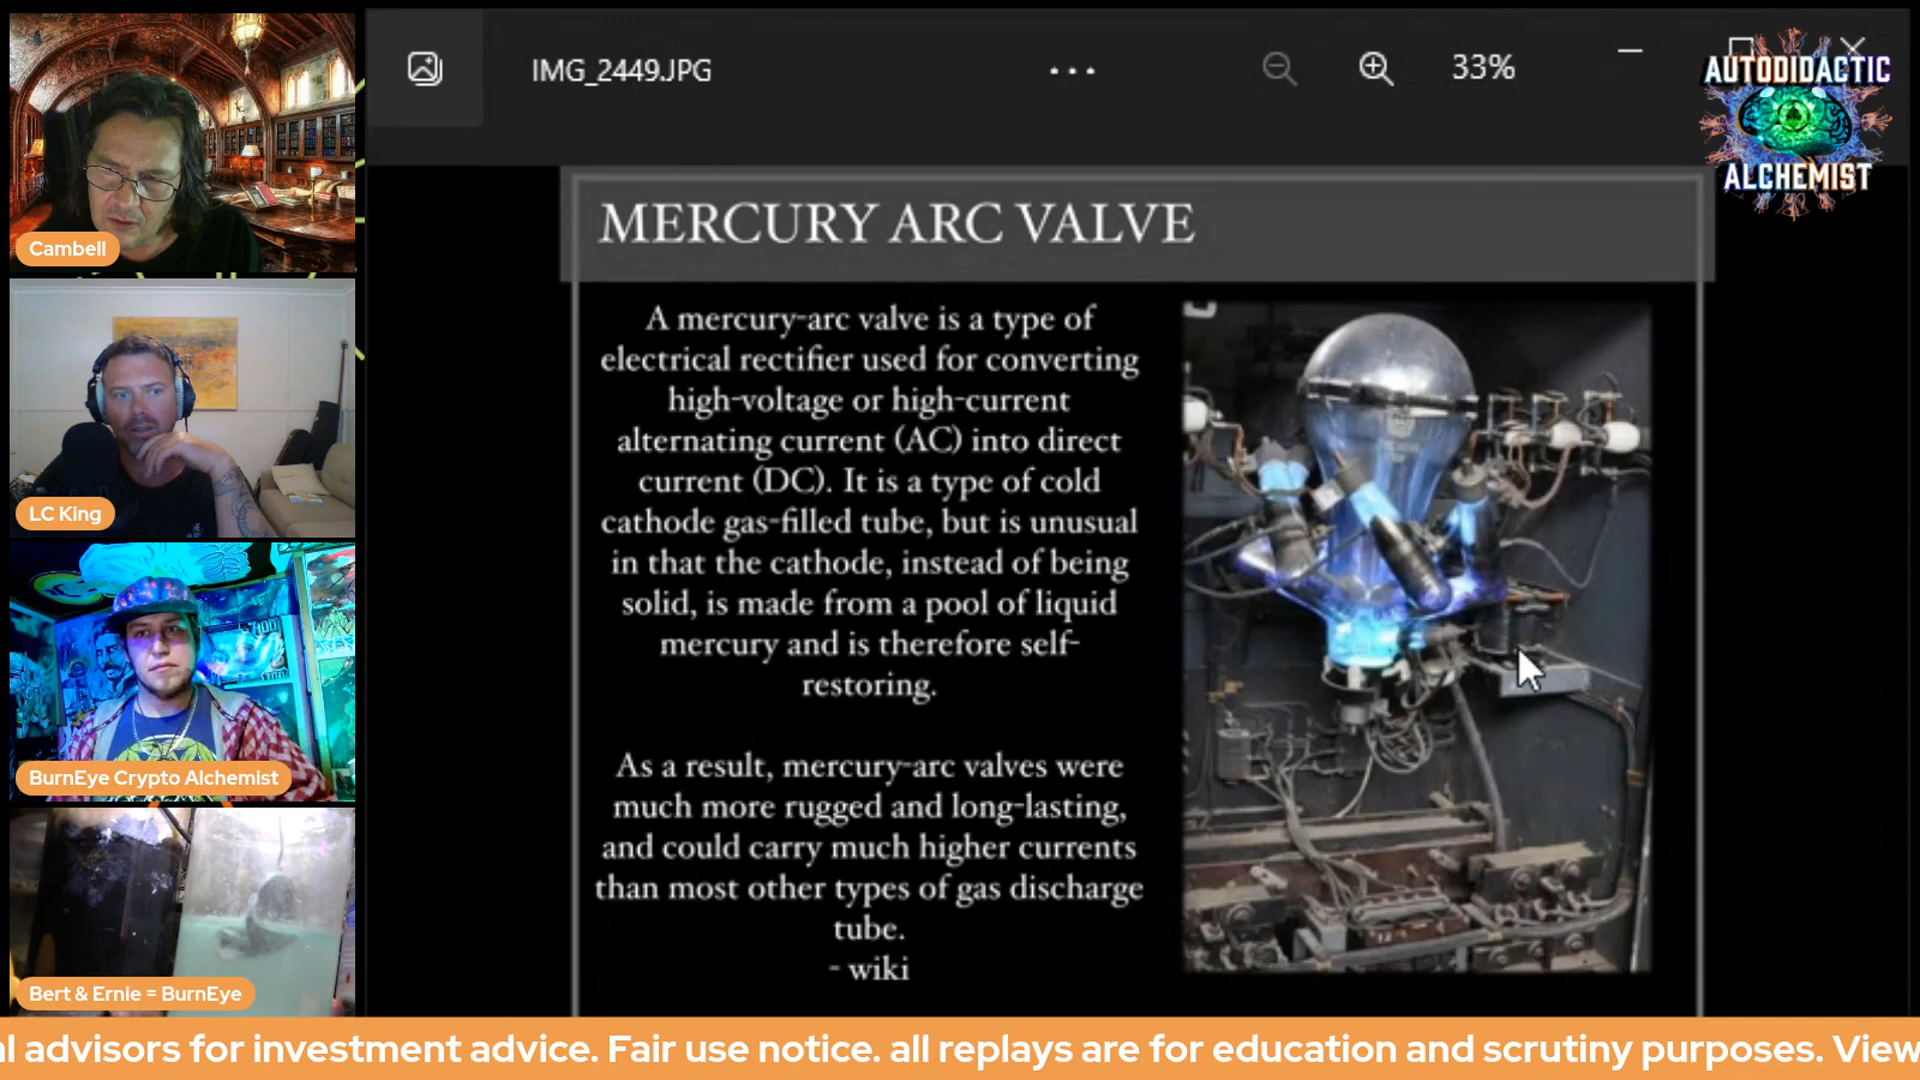 IMG_2449.JPG
33%
AUTODIDACTIC
ALCHEMIST
MERCURY ARC VALVE
A mercury-arc valve is a type of
electrical rectifier used for converting
high-voltage or high-current
alternating current (AC) into direct
current (DC). It is a type of cold
cathode gas-filled tube, but is unusual
in that the cathode, instead of being
solid, is made from a pool of liquid
mercury and is therefore self-
restoring.
As a result, mercury-arc valves were
much more rugged and long-lasting,
and could carry much higher currents
than most other types of gas discharge
tube.
- wiki
Cambell
LC King
BurnEye Crypto Alchemist
Bert & Ernie = BurnEye
l advisors for investment advice. Fair use notice. all replays are for education and scrutiny purposes. View